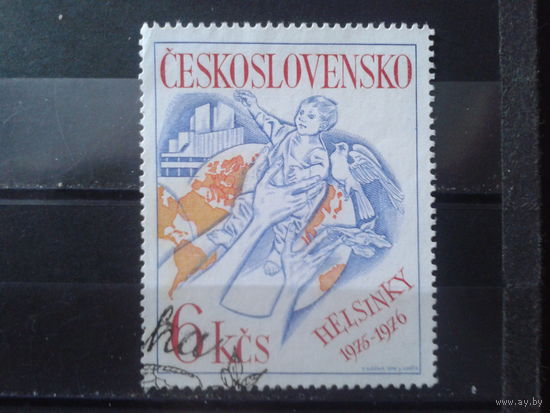 ČESKOSLOVENSKO
HELSINKY
1975-1976
6 KČS
www.ay.by